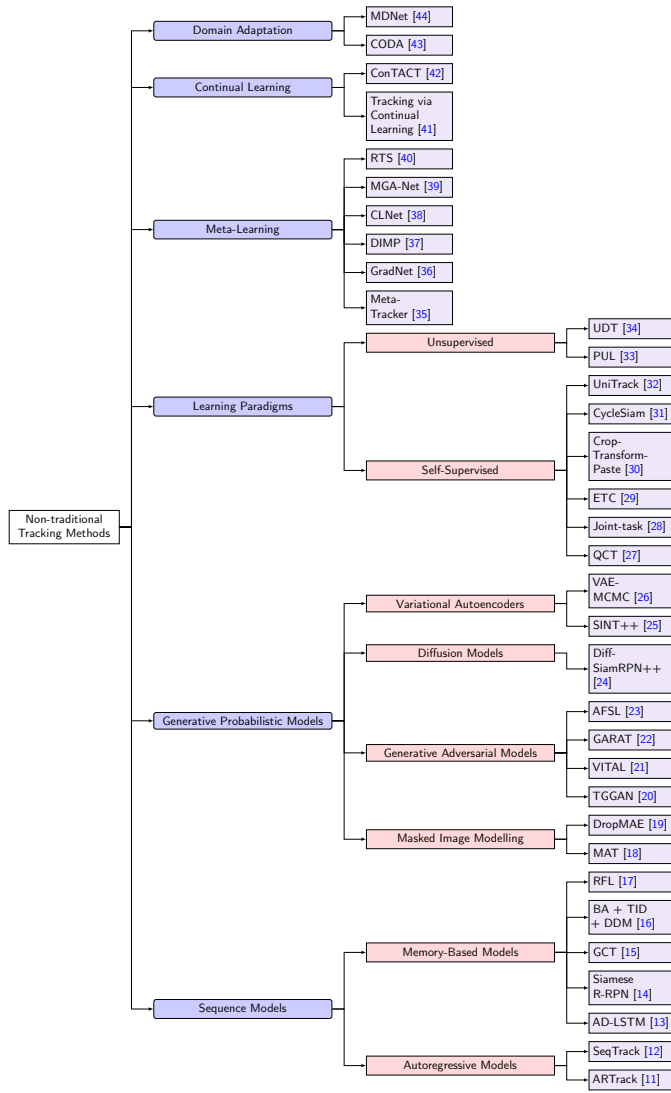 Domain Adaptation
MDNet [44]
CODA [43]
Continual Learning
ConTACT [42]
Tracking via
Continual
Learning [41]
Meta-Learning
RTS [40]
MGA-Net [39]
CLNet [38]
DIMP [37]
GradNet [36]
Meta-
Tracker [35]
Learning Paradigms
Unsupervised
UDT [34]
PUL [33]
Self-Supervised
UniTrack [32]
CycleSiam [31]
Crop-
Transform-
Paste [30]
ETC [29]
Joint-task [28]
QCT [27]
Non-traditional
Tracking Methods
Generative Probabilistic Models
Variational Autoencoders
VAE-
MCMC [26]
SINT++ [25]
Diffusion Models
Diff-
SiamRPN++
[24]
Generative Adversarial Models
AFSL [23]
GARAT [22]
VITAL [21]
TGGAN [20]
Masked Image Modelling
DropMAE [19]
MAT [18]
Sequence Models
Memory-Based Models
RFL [17]
BA + TID
+ DDM [16]
GCT [15]
Siamese
R-RPN [14]
AD-LSTM [13]
Autoregressive Models
SeqTrack [12]
ARTrack [11]